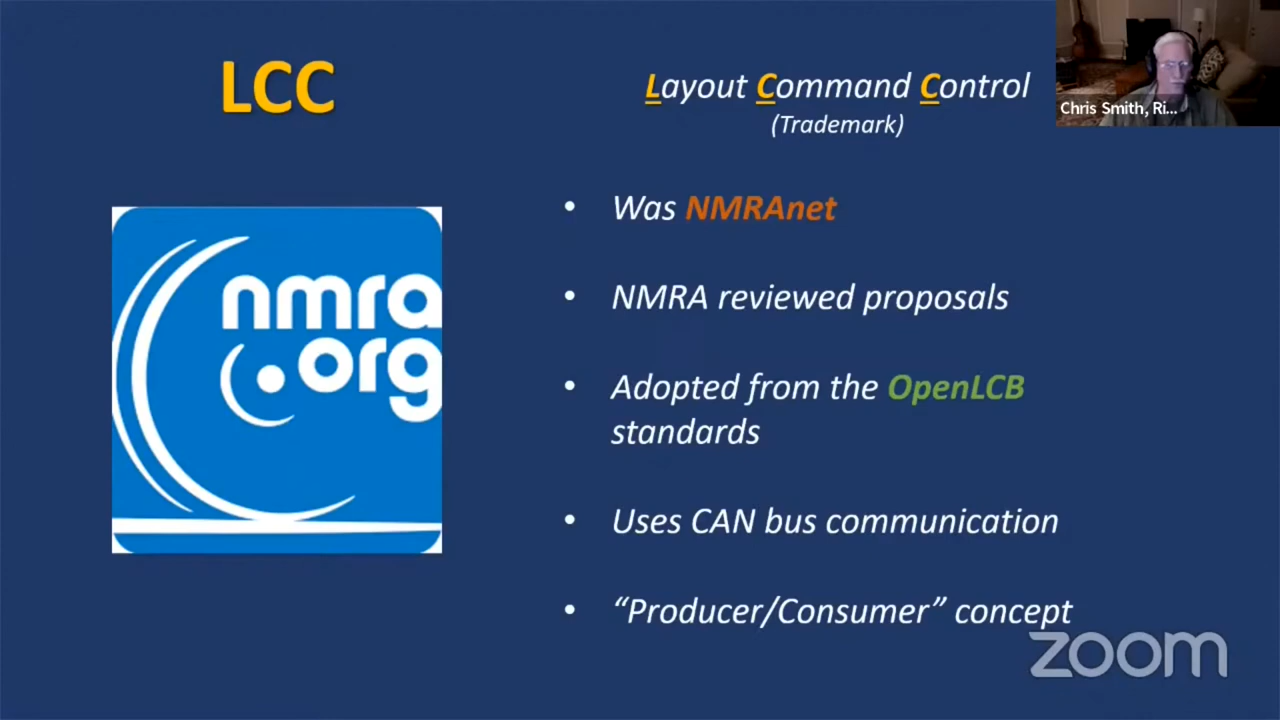 LCC
Layout Command Control
(Trademark)
Chris Smith, Ri...
nmra
.org
• Was NMRAnet
• NMRA reviewed proposals
• Adopted from the OpenLCB
standards
• Uses CAN bus communication
• “Producer/Consumer” concept
zoom